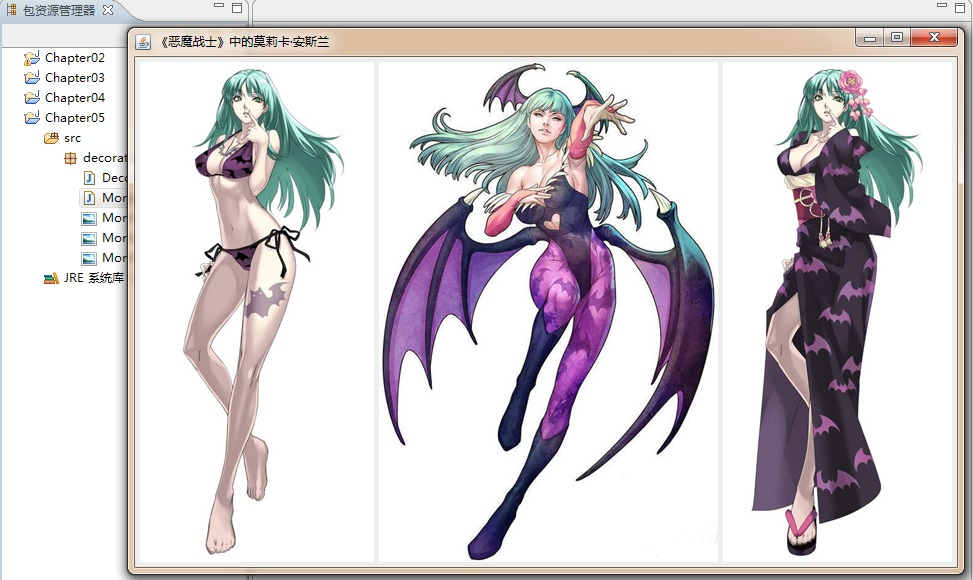 包资源管理器
《恶魔战士》中的莫莉卡·安斯兰
Chapter02
Chapter03
Chapter04
Chapter05
src
decorat
Deco
Mor
Mor
Mor
Mor
JRE 系统库